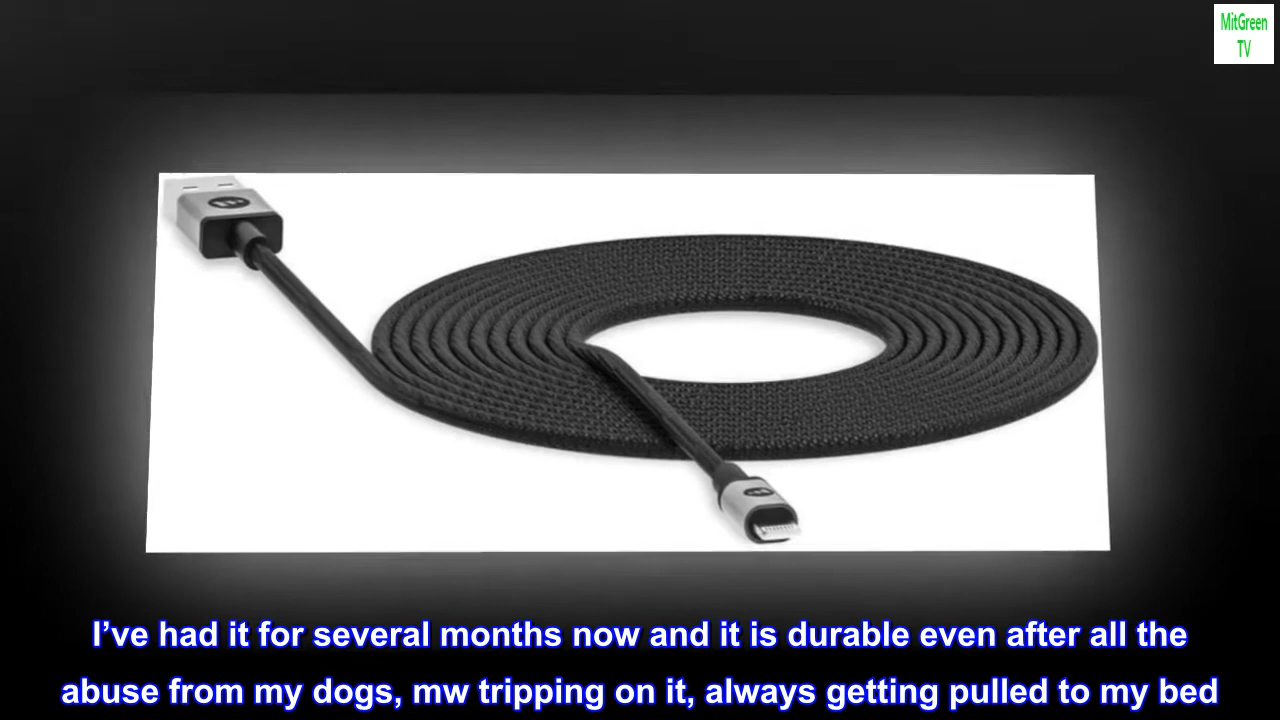 MitGreen
TV
I’ve had it for several months now and it is durable even after all the
abuse from my dogs, mw tripping on it, always getting pulled to my bed